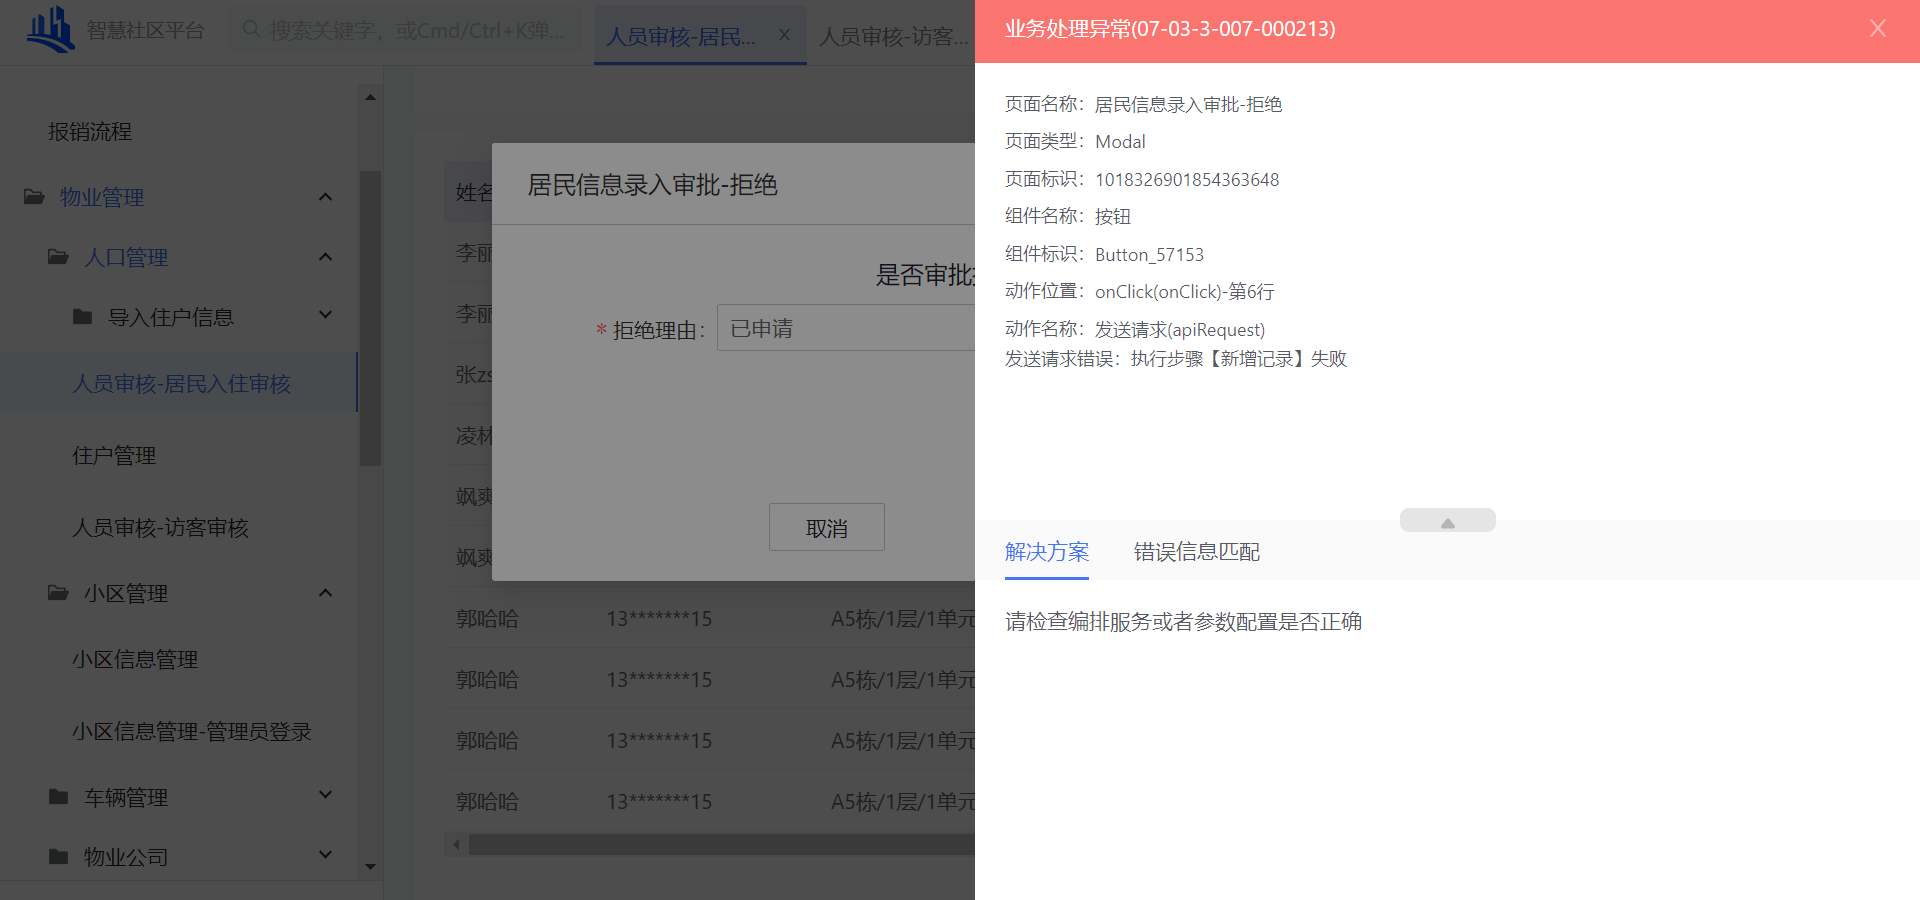 智慧社区平台
搜索关键字，或Cmd/Ctrl+K弹...
人员审核-居民... X
人员审核-访客...
报销流程
物业管理
人口管理
导入住户信息
人员审核-居民入住审核
住户管理
人员审核-访客审核
小区管理
小区信息管理
小区信息管理-管理员登录
车辆管理
物业公司
姓名
李丽
李丽
张zs
凌林
飒爽
飒爽
郭哈哈 13*******15 A5栋/1层/1单元
郭哈哈 13*******15 A5栋/1层/1单元
郭哈哈 13*******15 A5栋/1层/1单元
郭哈哈 13*******15 A5栋/1层/1单元
居民信息录入审批-拒绝
是否审批
* 拒绝理由： 已申请
取消
业务处理异常(07-03-3-007-000213)
页面名称：居民信息录入审批-拒绝
页面类型：Modal
页面标识：1018326901854363648
组件名称：按钮
组件标识：Button_57153
动作位置：onClick(onClick)-第6行
动作名称：发送请求(apiRequest)
发送请求错误：执行步骤【新增记录】失败
解决方案 错误信息匹配
请检查编排服务或者参数配置是否正确